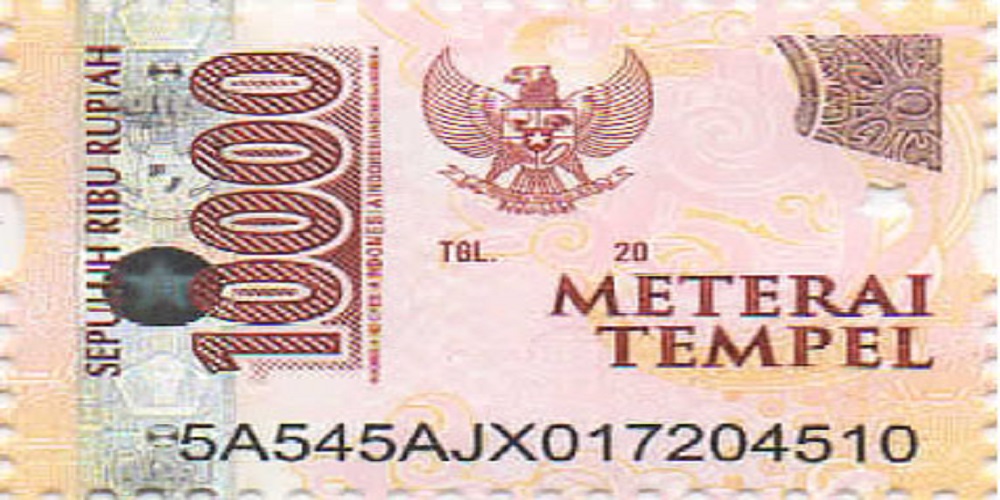 SEPULUH RIBU RUPIAH
10000
TGL. 20
METERAI
TEMPEL
5A545AJX017204510